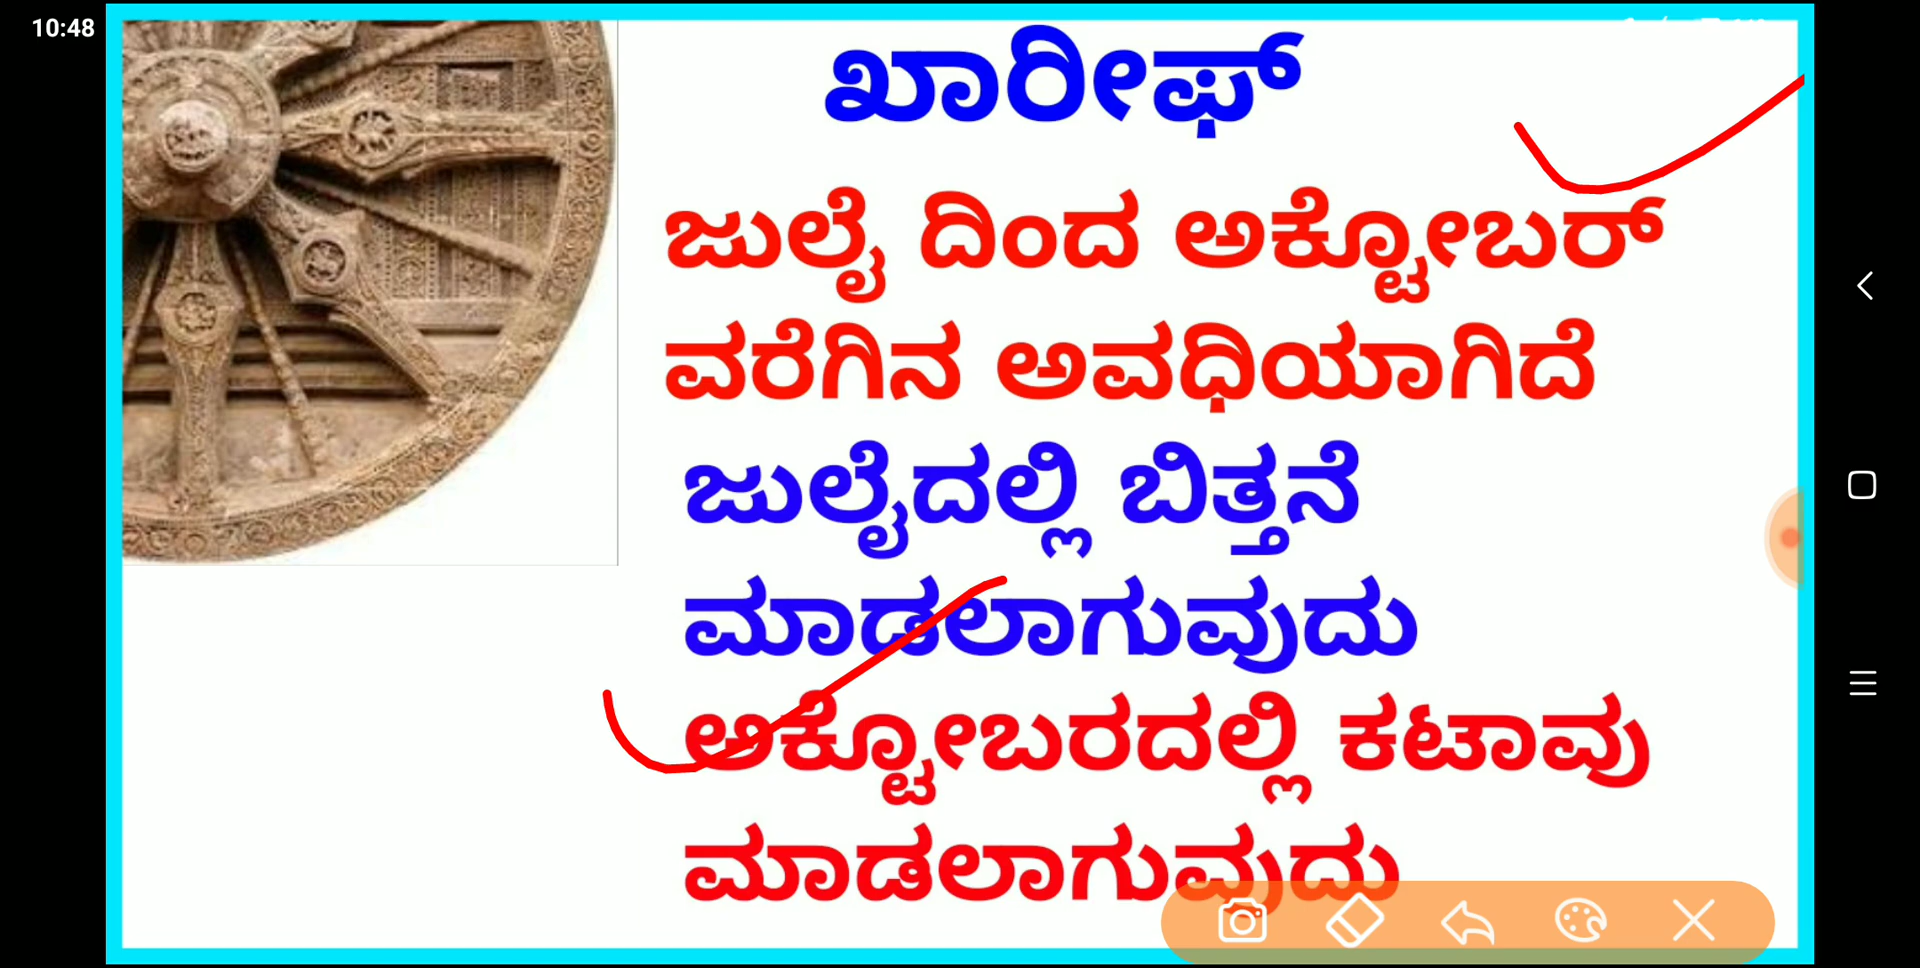 10:48
ಖಾರೀಫ್
ಜುಲೈ ದಿಂದ ಅಕ್ಟೋಬರ್
ವರೆಗಿನ ಅವಧಿಯಾಗಿದೆ
ಜುಲೈದಲ್ಲಿ ಬಿತ್ತನೆ
ಮಾಡಲಾಗುವುದು
ಅಕ್ಟೋಬರದಲ್ಲಿ ಕಟಾವು
ಮಾಡಲಾಗುವುದು